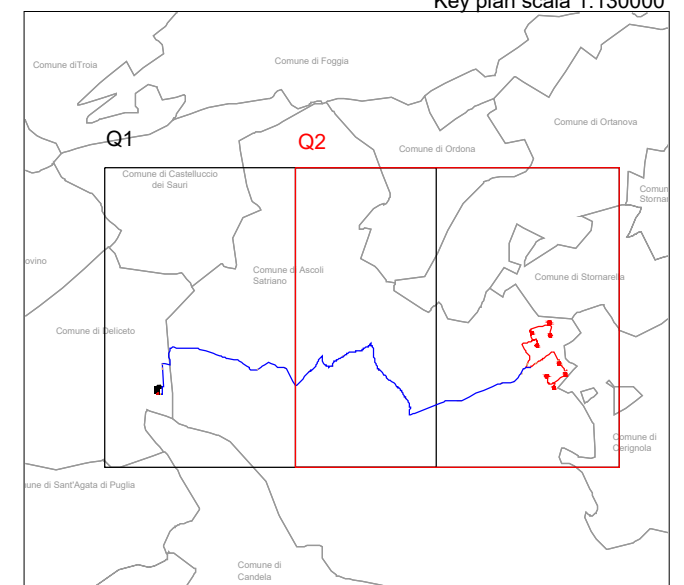 Key plan scala 1:130000
Comune diTroia
Comune di Foggia
Comune di Ortanova
Q1
Q2
Comune di Ordona
Comune di Castelluccio
dei Sauri
Comun
Stornar
ovino
Comune di Ascoli
Satriano
Comune di Stornarella
Comune di Deliceto
Comune di
Cerignola
une di Sant'Agata di Puglia
Comune di
Candela